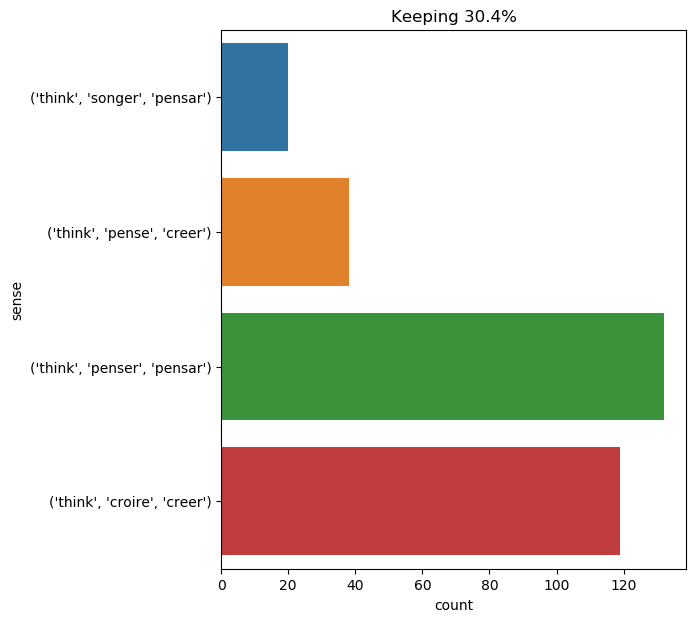 Keeping 30.4%
('think', 'songer', 'pensar')
('think', 'pense', 'creer')
sense
('think', 'penser', 'pensar')
('think', 'croire', 'creer')
0 20 40 60 80 100 120
count